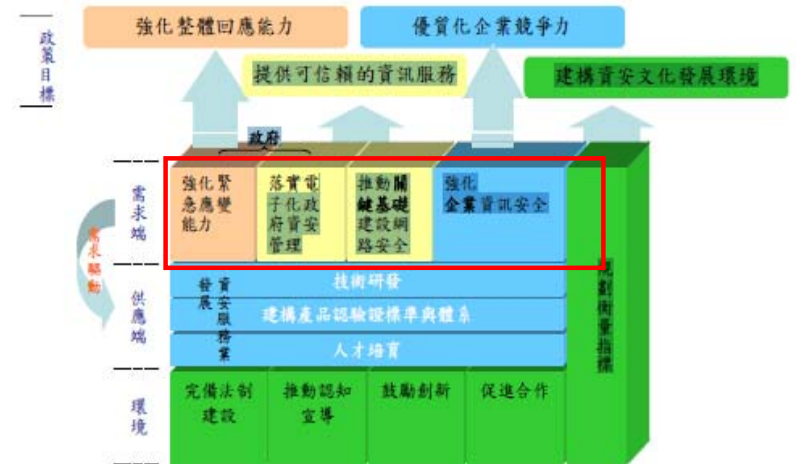 政策目標
強化整體回應能力
優質化企業競爭力
提供可信賴的資訊服務
建構資安文化發展環境
政府
需求端
強化緊
急應變
能力
落實電
子化政
府資安
管理
推動關
鍵基礎
建設網
路安全
強化
企業資訊安全
需求驅動
供應端
資安服務業
發展
技術研發
建構產品認驗證標準與體系
人才培育
規劃衡量指標
環境
完備法制
建設
推動認知
宣導
鼓勵創新
促進合作